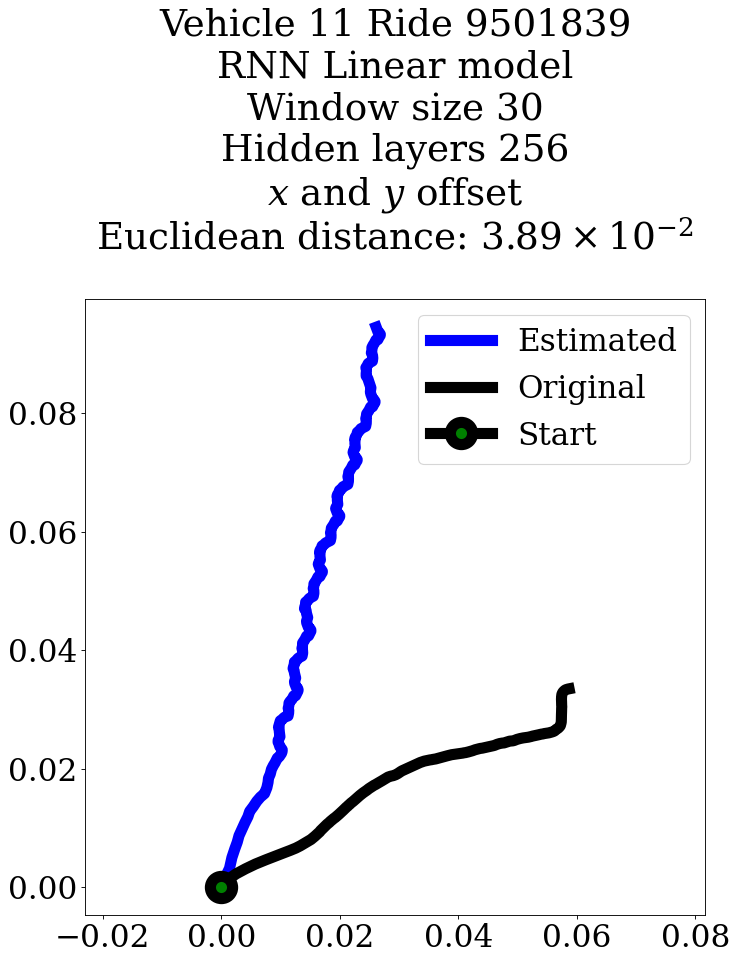 Vehicle 11 Ride 9501839
RNN Linear model
Window size 30
Hidden layers 256
x and y offset
Euclidean distance: 3.89 × 10⁻²
Estimated
Original
Start
0.08
0.06
0.04
0.02
0.00
−0.02 0.00 0.02 0.04 0.06 0.08